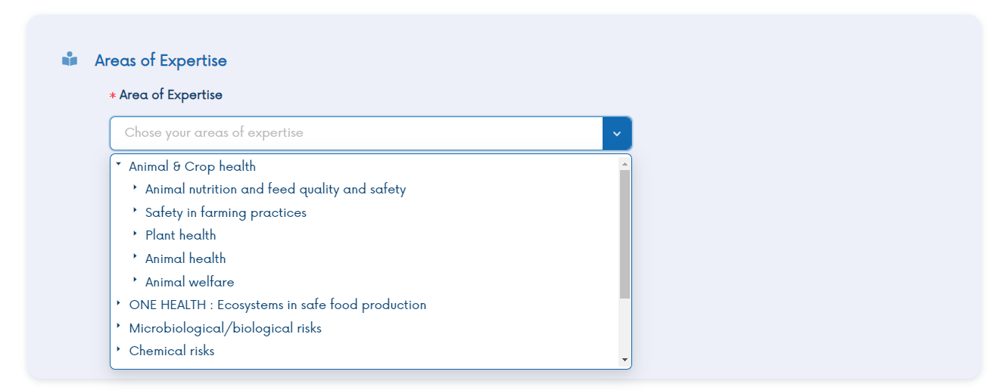 Areas of Expertise
* Area of Expertise
Chose your areas of expertise
Animal & Crop health
Animal nutrition and feed quality and safety
Safety in farming practices
Plant health
Animal health
Animal welfare
ONE HEALTH : Ecosystems in safe food production
Microbiological/biological risks
Chemical risks